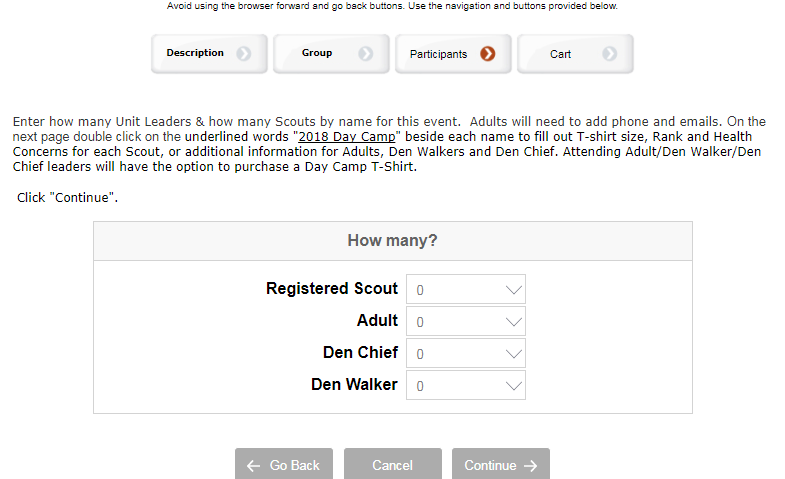 Avoid using the browser forward and go back buttons. Use the navigation and buttons provided below.
Description
Group
Participants
Cart
Enter how many Unit Leaders & how many Scouts by name for this event.  Adults will need to add phone and emails. On the
next page double click on the underlined words "2018 Day Camp" beside each name to fill out T-shirt size, Rank and Health
Concerns for each Scout, or additional information for Adults, Den Walkers and Den Chief. Attending Adult/Den Walker/Den
Chief leaders will have the option to purchase a Day Camp T-Shirt.
Click "Continue".
How many?
Registered Scout 0
Adult 0
Den Chief 0
Den Walker 0
Go Back
Cancel
Continue